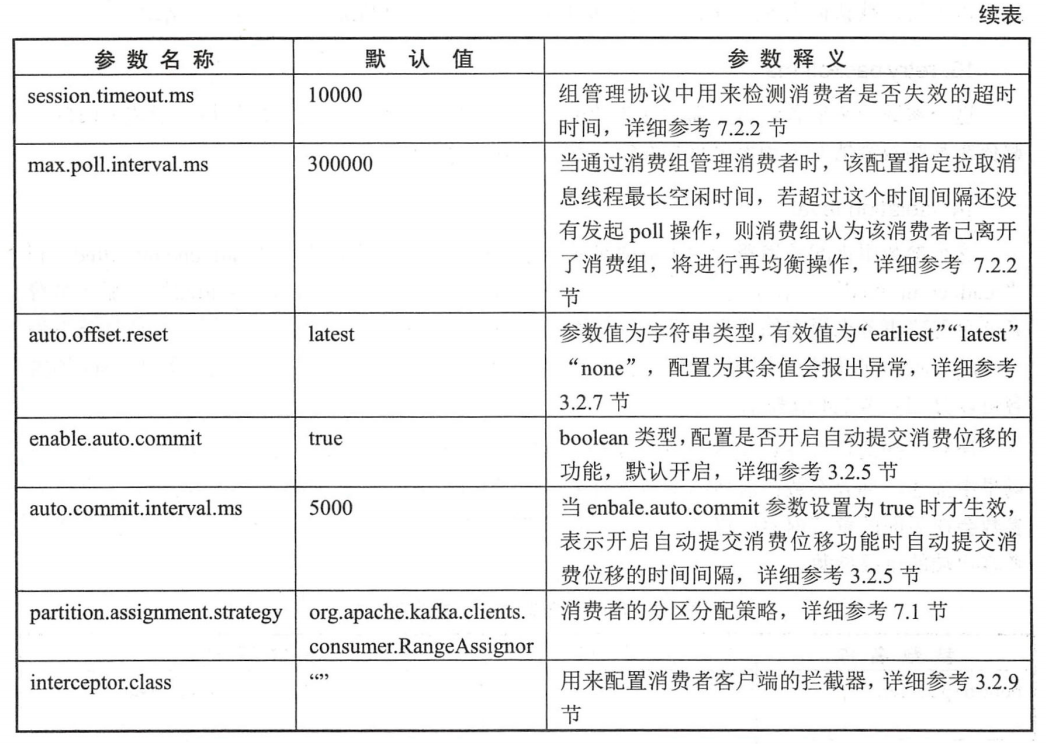 续表
参 数 名 称 默 认 值 参 数 释 义
session.timeout.ms 10000 组管理协议中用来检测消费者是否失效的超时
时间，详细参考 7.2.2 节
max.poll.interval.ms 300000 当通过消费组管理消费者时，该配置指定拉取消
息线程最长空闲时间，若超过这个时间间隔还没
有发起 poll 操作，则消费组认为该消费者已离开
了消费组，将进行再均衡操作，详细参考 7.2.2
节
auto.offset.reset latest 参数值为字符串类型，有效值为“earliest”“latest”
“none”，配置为其余值会报出异常，详细参考
3.2.7 节
enable.auto.commit true boolean 类型，配置是否开启自动提交消费位移的
功能，默认开启，详细参考 3.2.5 节
auto.commit.interval.ms 5000 当 enbale.auto.commit 参数设置为 true 时才生效，
表示开启自动提交消费位移功能时自动提交消
费位移的时间间隔，详细参考 3.2.5 节
partition.assignment.strategy org.apache.kafka.clients. 消费者的分区分配策略，详细参考 7.1 节
consumer.RangeAssignor
interceptor.class “” 用来配置消费者客户端的拦截器，详细参考 3.2.9
节